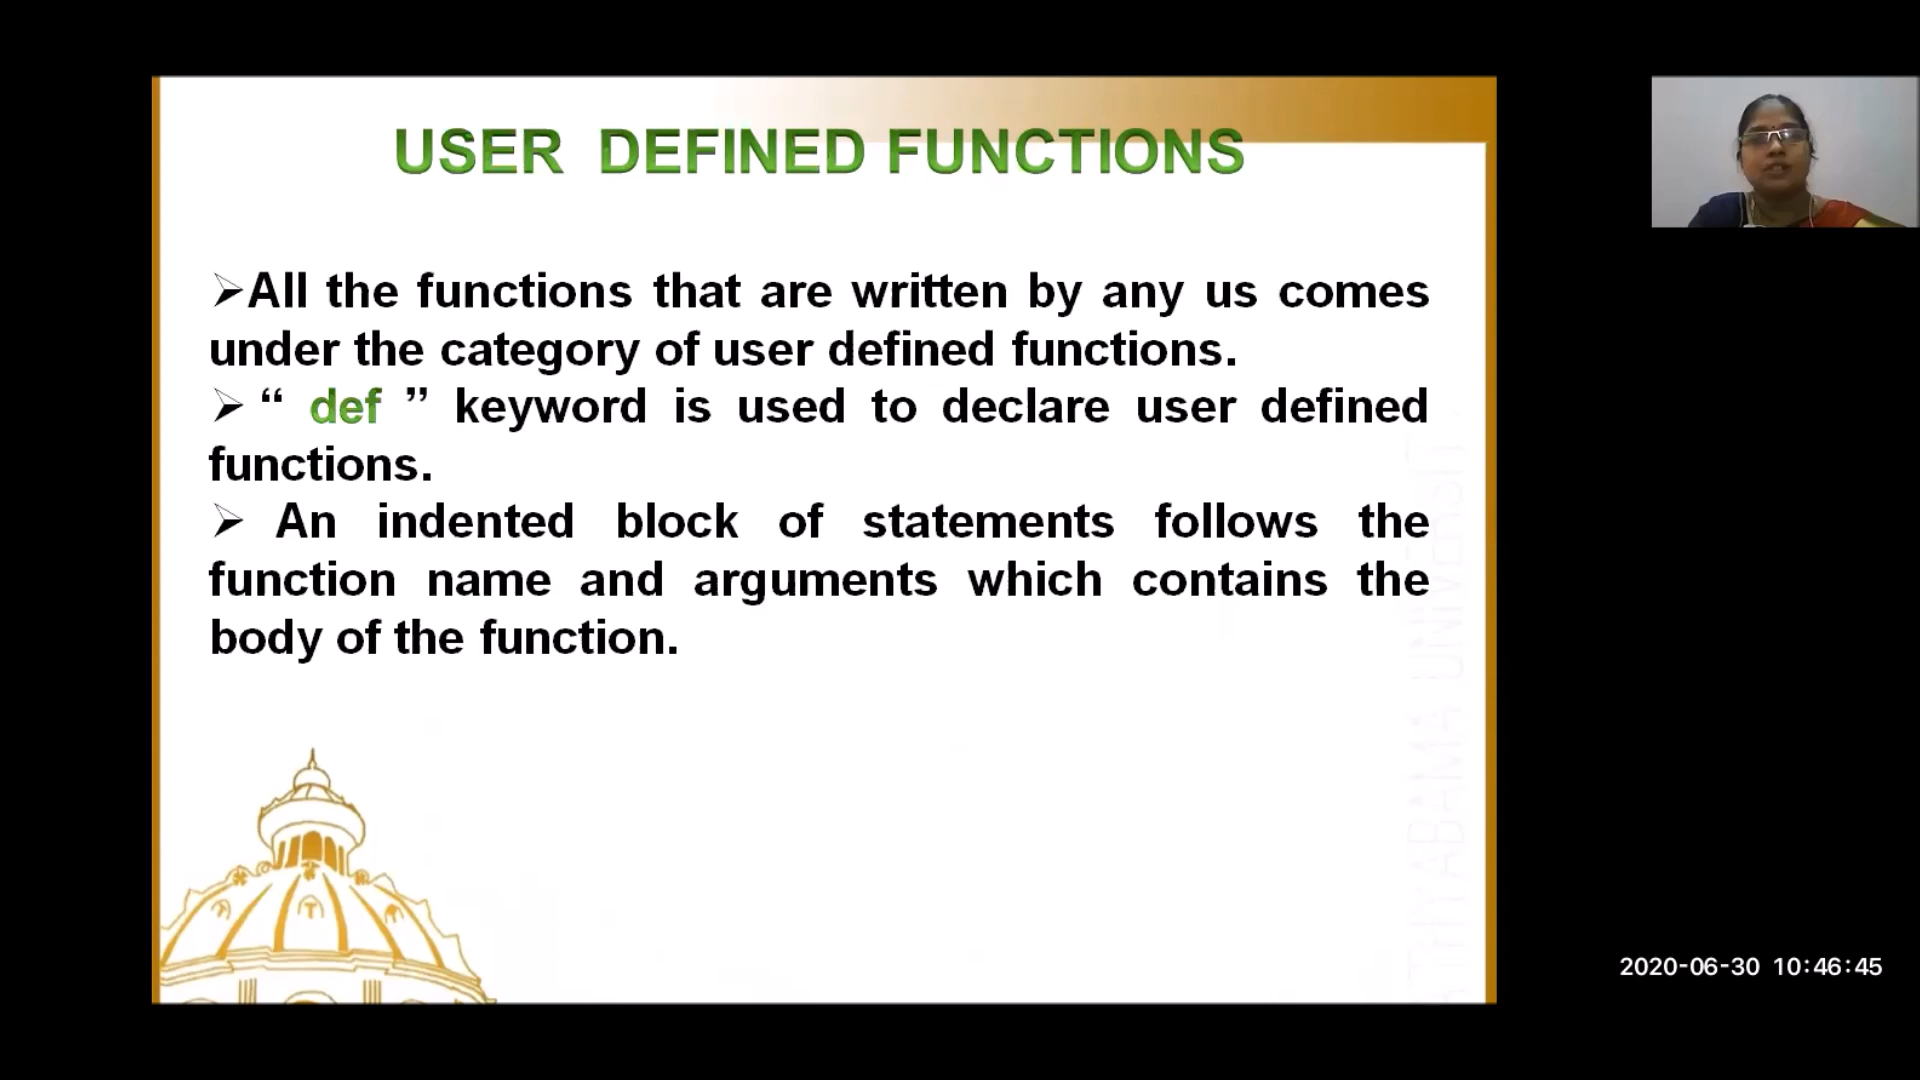 USER DEFINED FUNCTIONS
➢All the functions that are written by any us comes
under the category of user defined functions.
➢ “ def ” keyword is used to declare user defined
functions.
➢ An indented block of statements follows the
function name and arguments which contains the
body of the function.
2020-06-30 10:46:45